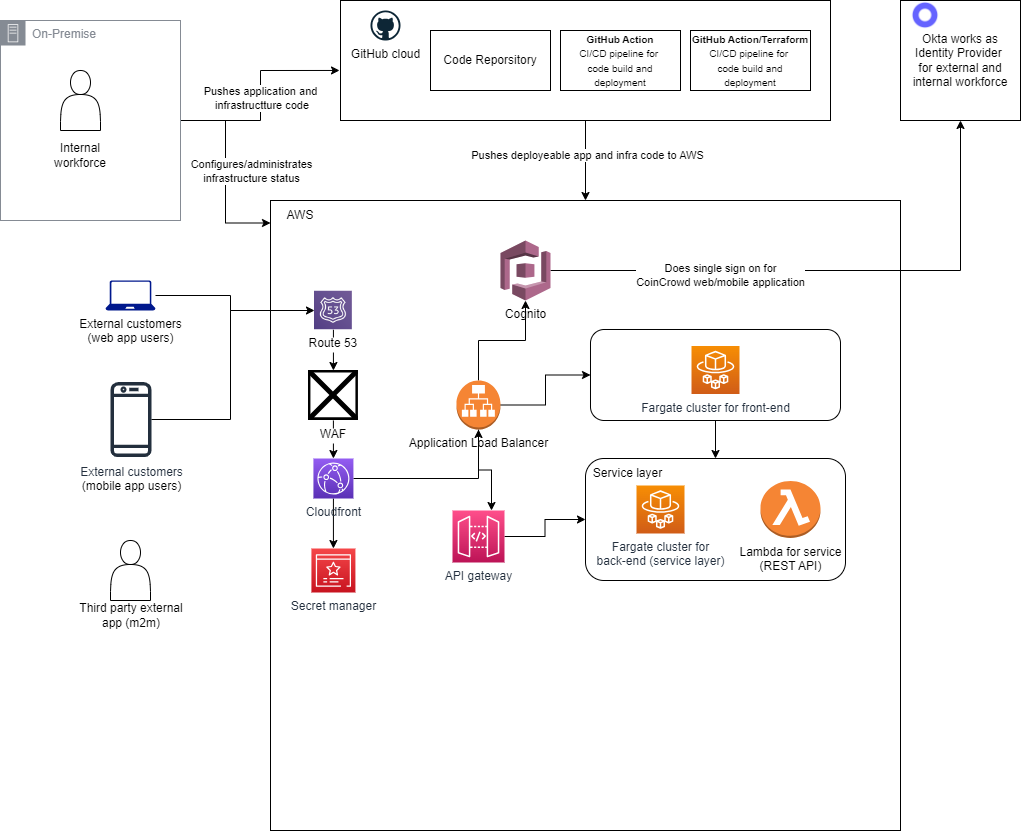 On-Premise
Internal
workforce
GitHub cloud
Code Reporsitory
GitHub Action
CI/CD pipeline for
code build and
deployment
GitHub Action/Terraform
CI/CD pipeline for
code build and
deployment
Okta works as
Identity Provider
for external and
internal workforce
Pushes application and
infrastructture code
Configures/administrates
infrastructure status
Pushes deployeable app and infra code to AWS
AWS
Cognito
Does single sign on for
CoinCrowd web/mobile application
External customers
(web app users)
53
Route 53
WAF
Cloudfront
Secret manager
External customers
(mobile app users)
Third party external
app (m2m)
Application Load Balancer
API gateway
Fargate cluster for front-end
Service layer
Fargate cluster for
back-end (service layer)
Lambda for service
(REST API)